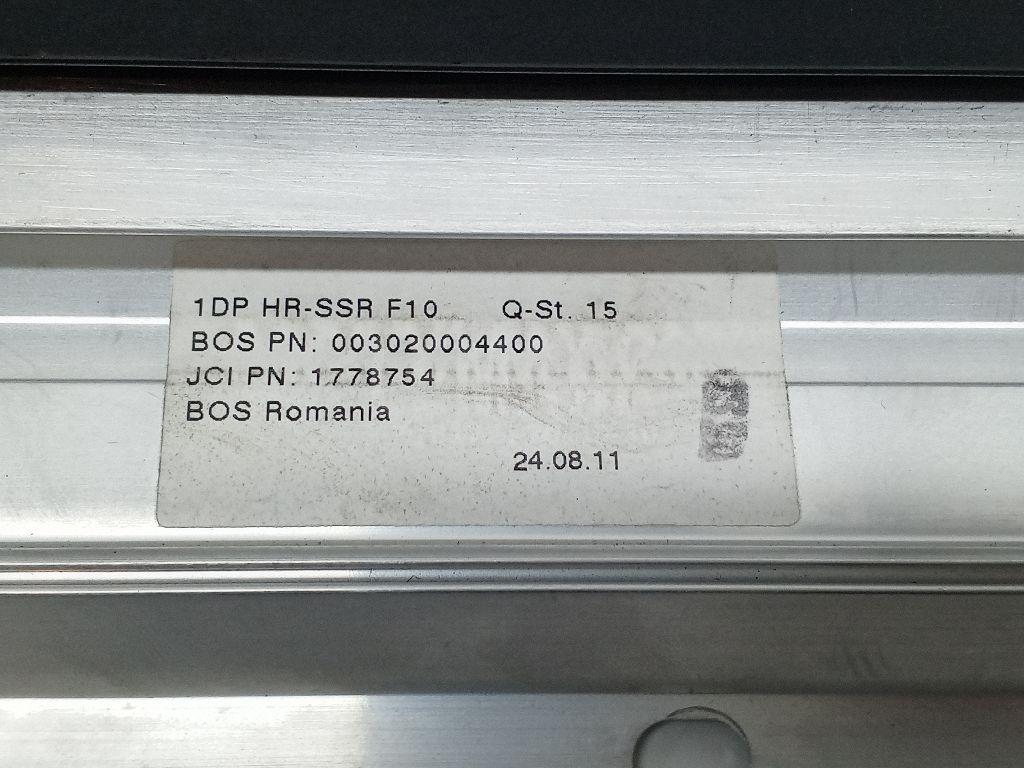 1DP HR-SSR F10 Q-St. 15
BOS PN: 003020004400
JCI PN: 1778754
BOS Romania
24.08.11